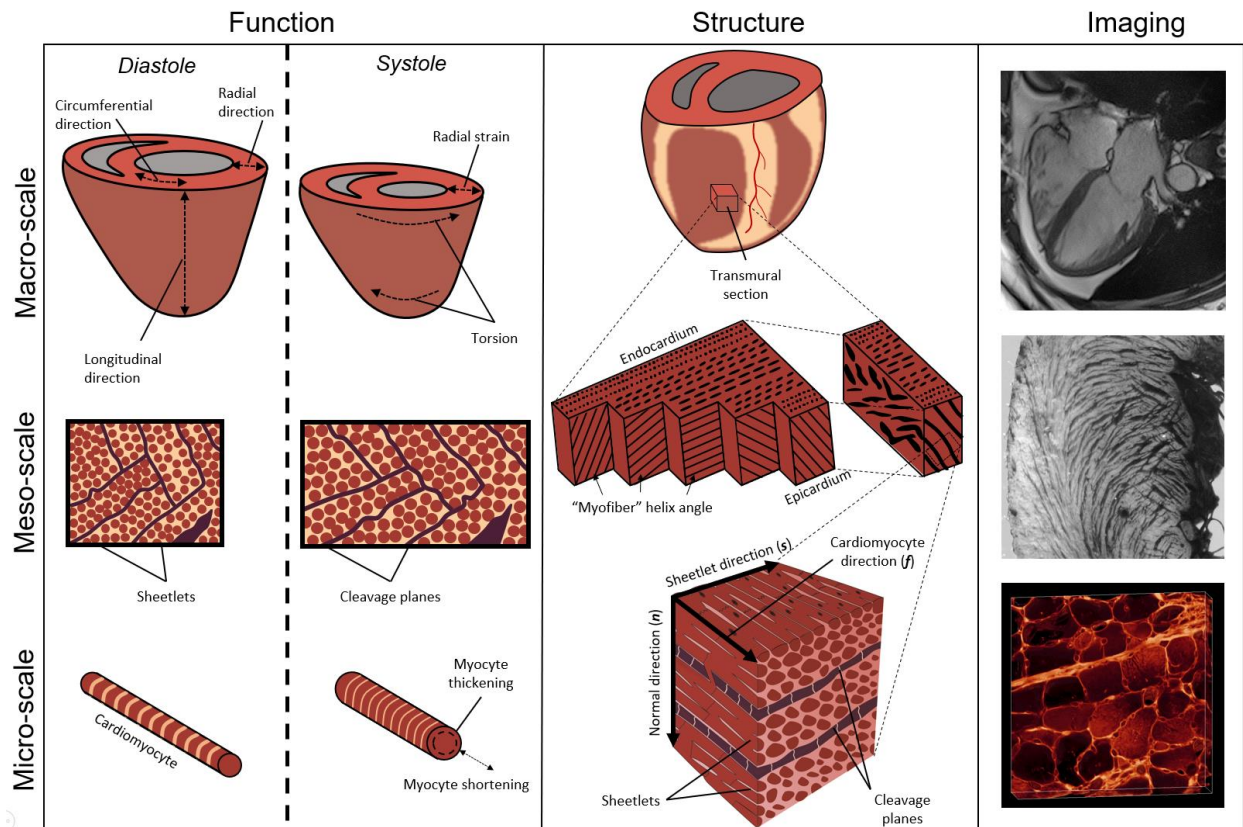 Function
Structure
Imaging
Macro-scale
Meso-scale
Micro-scale
Diastole
Systole
Circumferential
direction
Radial
direction
Longitudinal
direction
Radial strain
Torsion
Sheetlets
Cleavage planes
Cardiomyocyte
Myocyte
thickening
Myocyte shortening
Transmural
section
Endocardium
Epicardium
“Myofiber” helix angle
Sheetlet direction (s)
Cardiomyocyte
direction (f)
Normal direction (n)
Sheetlets
Cleavage
planes